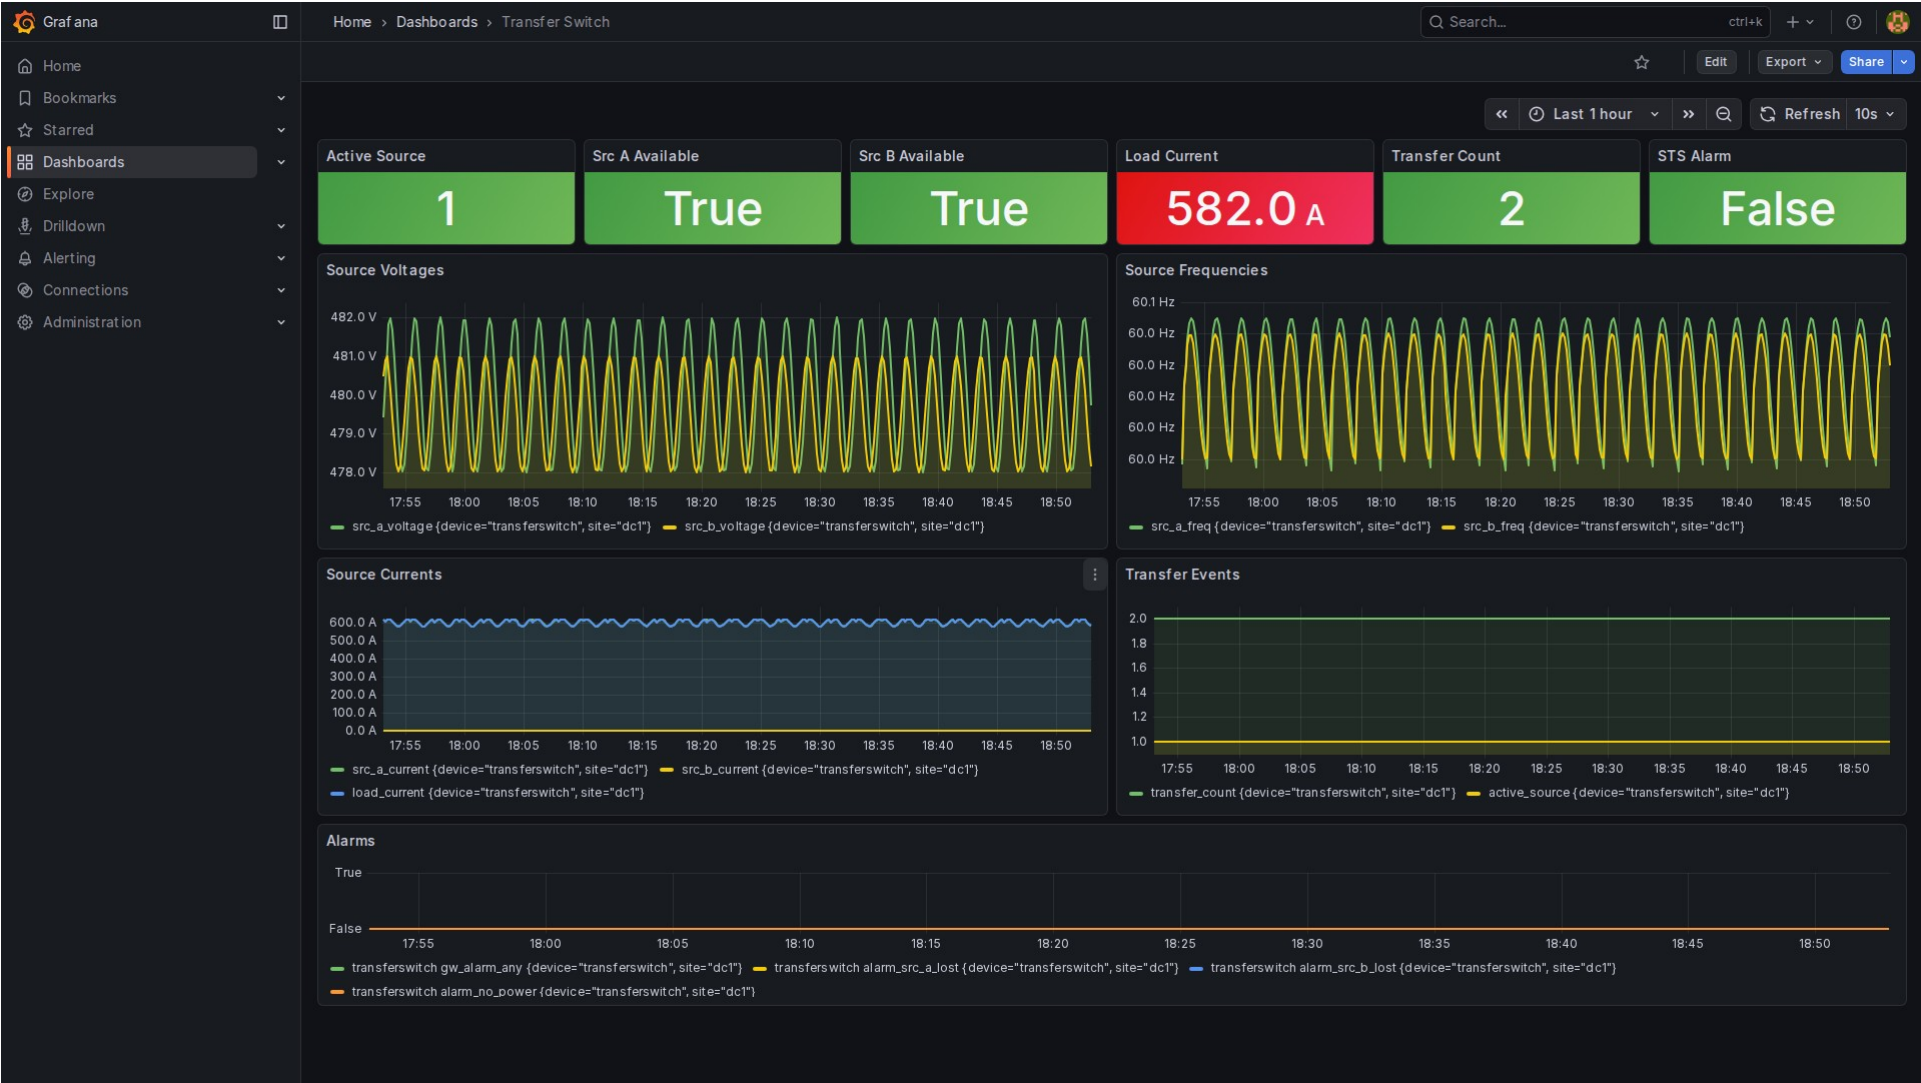 Grafana
Home › Dashboards › Transfer Switch
Search... ctrl+k
Home
Bookmarks
Starred
Dashboards
Explore
Drilldown
Alerting
Connections
Administration
Edit Export Share
Last 1 hour Refresh 10s
Active Source
1
Src A Available
True
Src B Available
True
Load Current
582.0 A
Transfer Count
2
STS Alarm
False
Source Voltages
482.0 V
481.0 V
480.0 V
479.0 V
478.0 V
17:55 18:00 18:05 18:10 18:15 18:20 18:25 18:30 18:35 18:40 18:45 18:50
src_a_voltage {device="transferswitch", site="dc1"} src_b_voltage {device="transferswitch", site="dc1"}
Source Frequencies
60.1 Hz
60.0 Hz
60.0 Hz
60.0 Hz
60.0 Hz
60.0 Hz
17:55 18:00 18:05 18:10 18:15 18:20 18:25 18:30 18:35 18:40 18:45 18:50
src_a_freq {device="transferswitch", site="dc1"} src_b_freq {device="transferswitch", site="dc1"}
Source Currents
600.0 A
500.0 A
400.0 A
300.0 A
200.0 A
100.0 A
0.0 A
17:55 18:00 18:05 18:10 18:15 18:20 18:25 18:30 18:35 18:40 18:45 18:50
src_a_current {device="transferswitch", site="dc1"} src_b_current {device="transferswitch", site="dc1"}
load_current {device="transferswitch", site="dc1"}
Transfer Events
2.0
1.8
1.6
1.4
1.2
1.0
17:55 18:00 18:05 18:10 18:15 18:20 18:25 18:30 18:35 18:40 18:45 18:50
transfer_count {device="transferswitch", site="dc1"} active_source {device="transferswitch", site="dc1"}
Alarms
True
False
17:55 18:00 18:05 18:10 18:15 18:20 18:25 18:30 18:35 18:40 18:45 18:50
transferswitch gw_alarm_any {device="transferswitch", site="dc1"} transferswitch alarm_src_a_lost {device="transferswitch", site="dc1"} transferswitch alarm_src_b_lost {device="transferswitch", site="dc1"}
transferswitch alarm_no_power {device="transferswitch", site="dc1"}